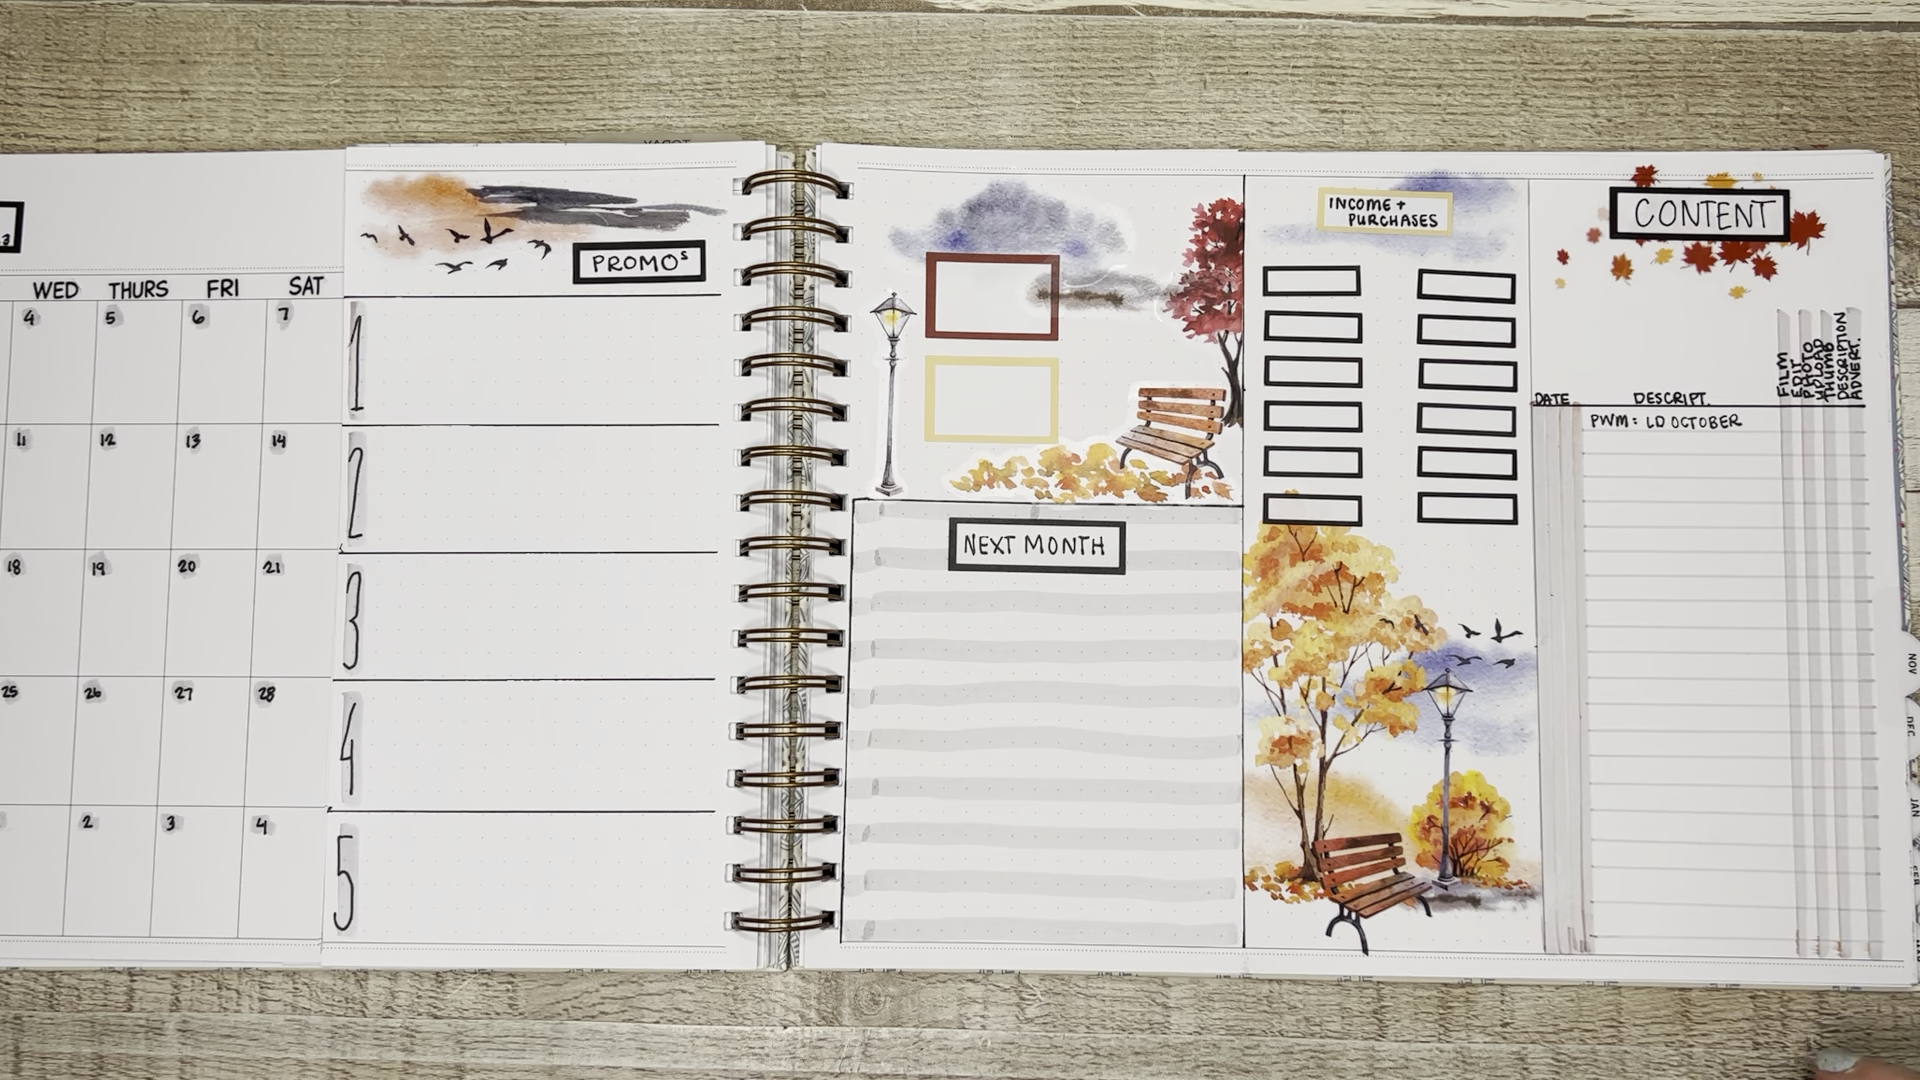 WED THURS FRI SAT
4 5 6 7
11 12 13 14
18 19 20 21
25 26 27 28
2 3 4
PROMOS
1
2
3
4
5
NEXT MONTH
INCOME +
PURCHASES
CONTENT
DATE DESCRIPT. FILM EDIT PHOTO UPLOAD THUMB DESCRIPTION ADVERT.
PWM: LD OCTOBER
NOV
DEC
JAN
FEB